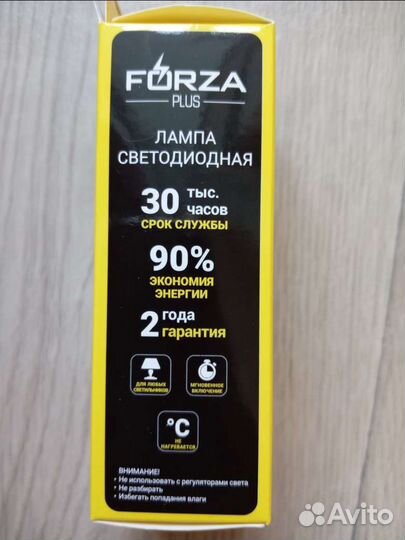 FORZA
PLUS
ЛАМПА
СВЕТОДИОДНАЯ
30 тыс. часов
СРОК СЛУЖБЫ
90%
ЭКОНОМИЯ
ЭНЕРГИИ
2 года
гарантия
ДЛЯ ЛЮБЫХ
СВЕТИЛЬНИКОВ
МГНОВЕННОЕ
ВКЛЮЧЕНИЕ
°C
НЕ
НАГРЕВАЕТСЯ
ВНИМАНИЕ!
• Не использовать с регуляторами света
• Не разбирать
• Избегать попадания влаги
Avito